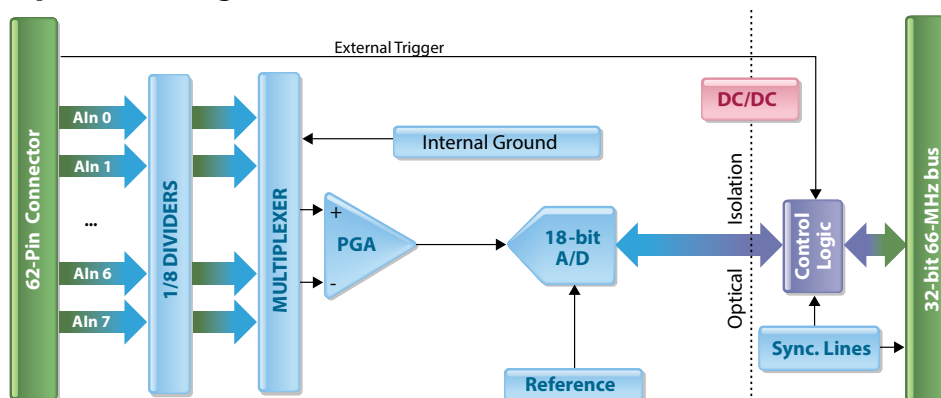 External Trigger
DC/DC
62-Pin Connector
AIn 0
AIn 1
...
AIn 6
AIn 7
1/8 DIVIDERS
MULTIPLEXER
Internal Ground
+
PGA
-
18-bit
A/D
Reference
Optical Isolation
Control
Logic
Sync. Lines
32-bit 66-MHz bus